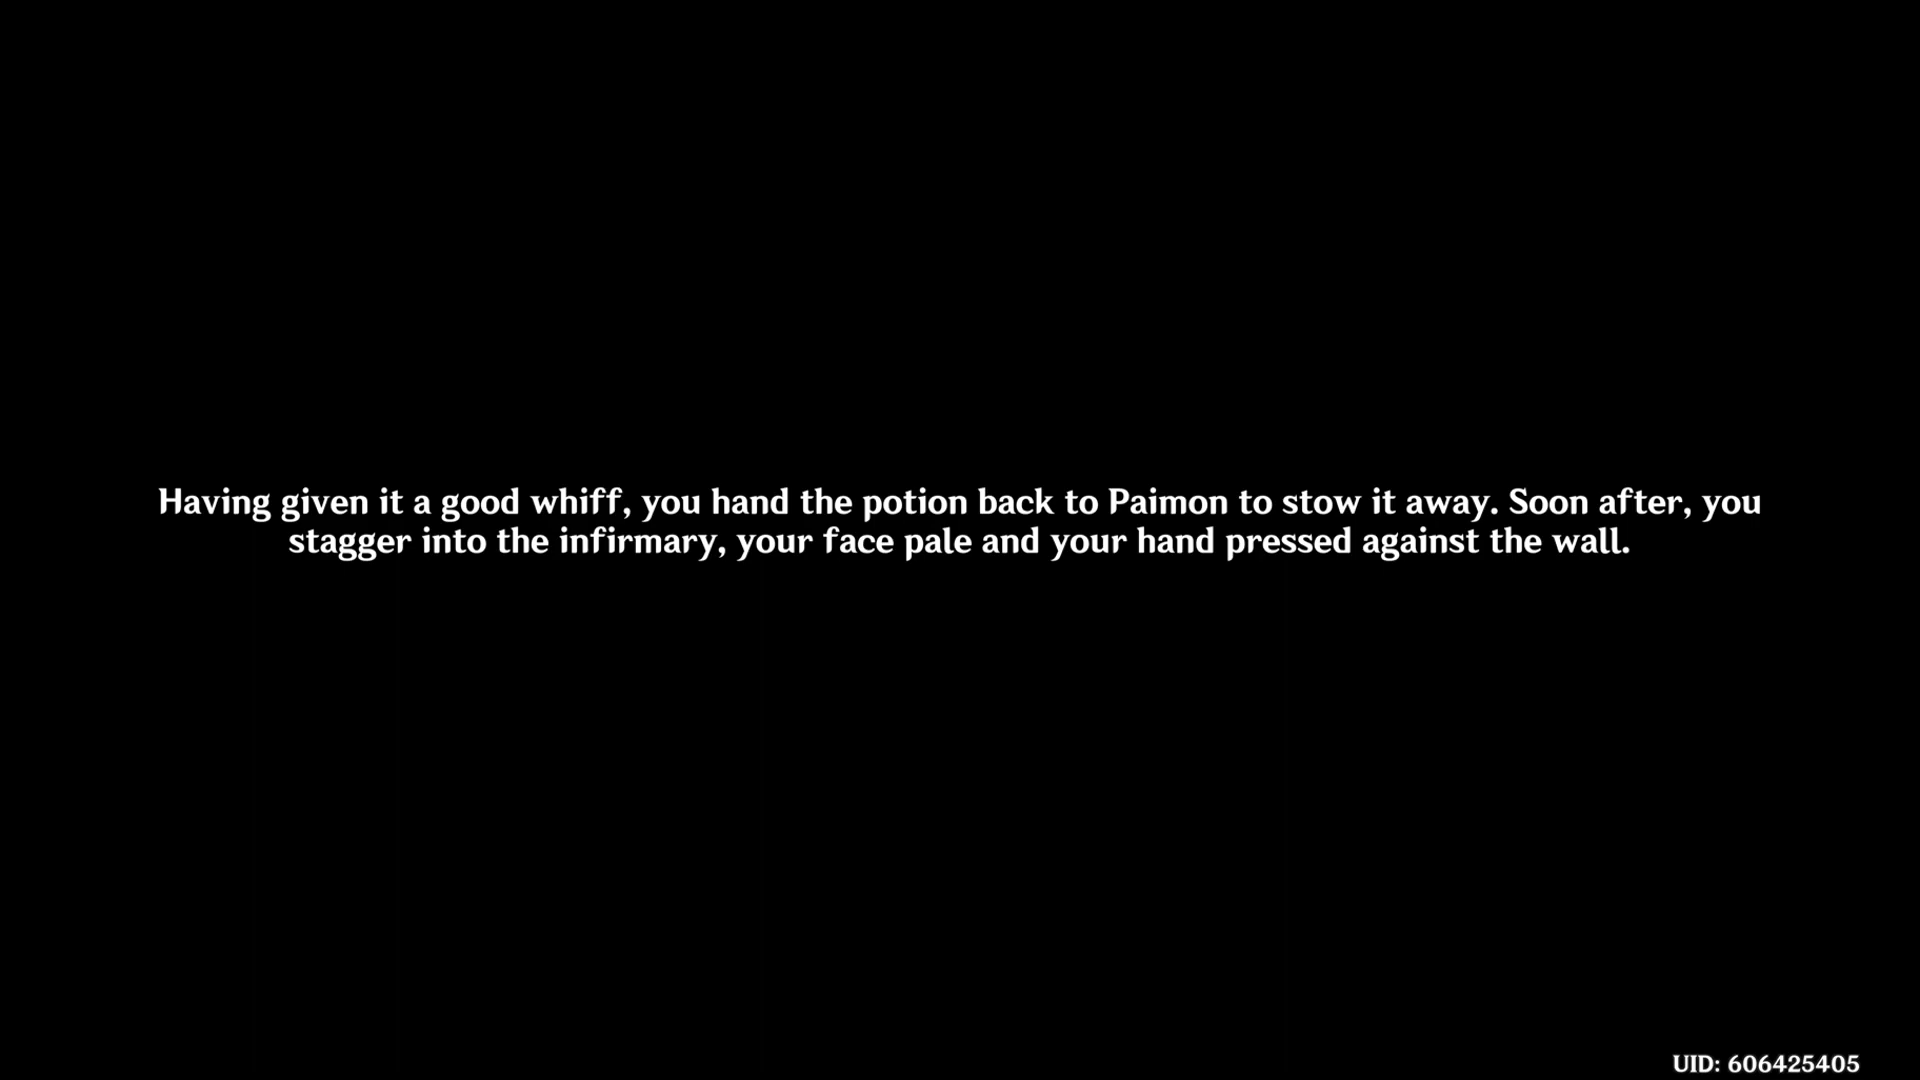 Having given it a good whiff, you hand the potion back to Paimon to stow it away. Soon after, you
stagger into the infirmary, your face pale and your hand pressed against the wall.
UID: 606425405